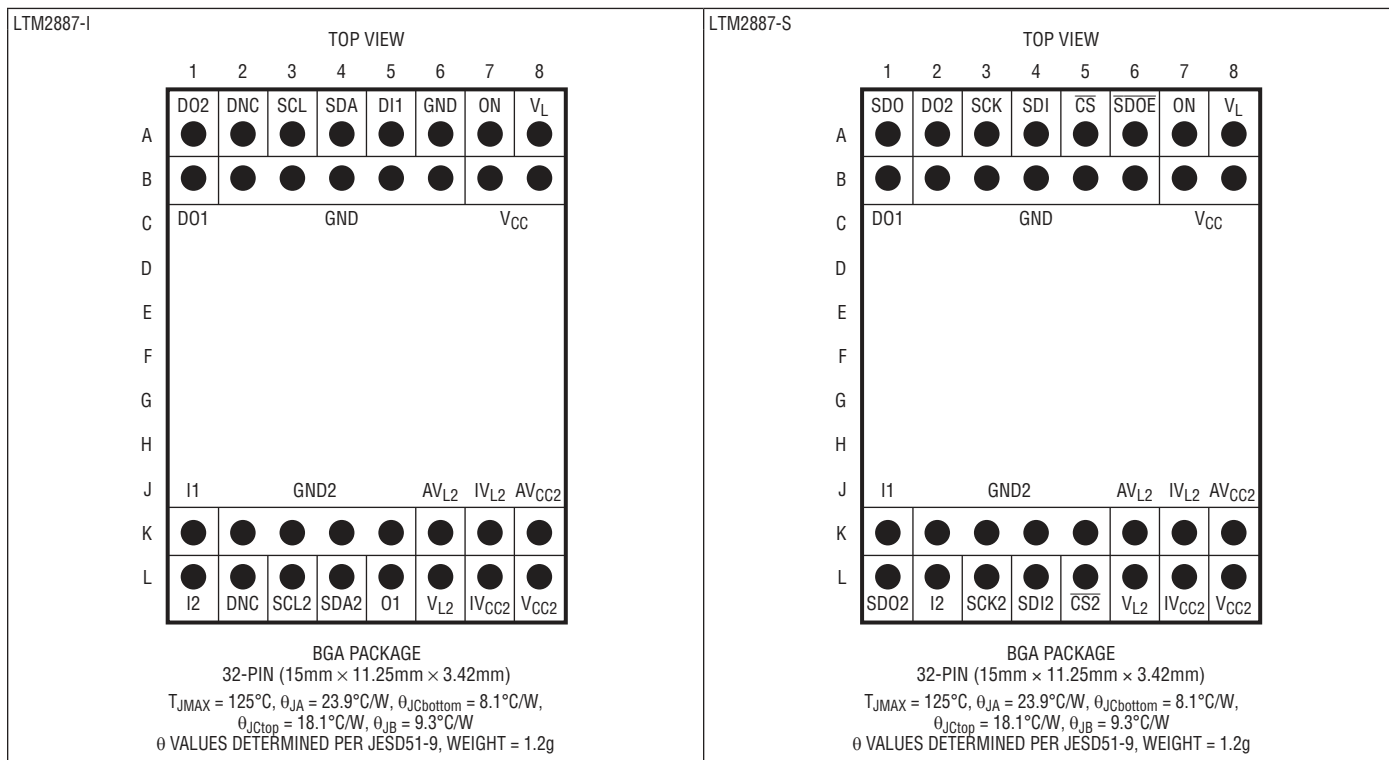 LTM2887-I
TOP VIEW
1 2 3 4 5 6 7 8
DO2 DNC SCL SDA DI1 GND ON VL
A
B
C DO1 GND VCC
D
E
F
G
H
J I1 GND2 AVL2 IVL2 AVCC2
K
L
I2 DNC SCL2 SDA2 O1 VL2 IVCC2 VCC2
BGA PACKAGE
32-PIN (15mm × 11.25mm × 3.42mm)
TJMAX = 125°C, θJA = 23.9°C/W, θJCbottom = 8.1°C/W,
θJCtop = 18.1°C/W, θJB = 9.3°C/W
θ VALUES DETERMINED PER JESD51-9, WEIGHT = 1.2g
LTM2887-S
TOP VIEW
1 2 3 4 5 6 7 8
SDO DO2 SCK SDI C̅S̅ S̅D̅O̅E̅ ON VL
A
B
C DO1 GND VCC
D
E
F
G
H
J I1 GND2 AVL2 IVL2 AVCC2
K
L
SDO2 I2 SCK2 SDI2 C̅S̅2̅ VL2 IVCC2 VCC2
BGA PACKAGE
32-PIN (15mm × 11.25mm × 3.42mm)
TJMAX = 125°C, θJA = 23.9°C/W, θJCbottom = 8.1°C/W,
θJCtop = 18.1°C/W, θJB = 9.3°C/W
θ VALUES DETERMINED PER JESD51-9, WEIGHT = 1.2g